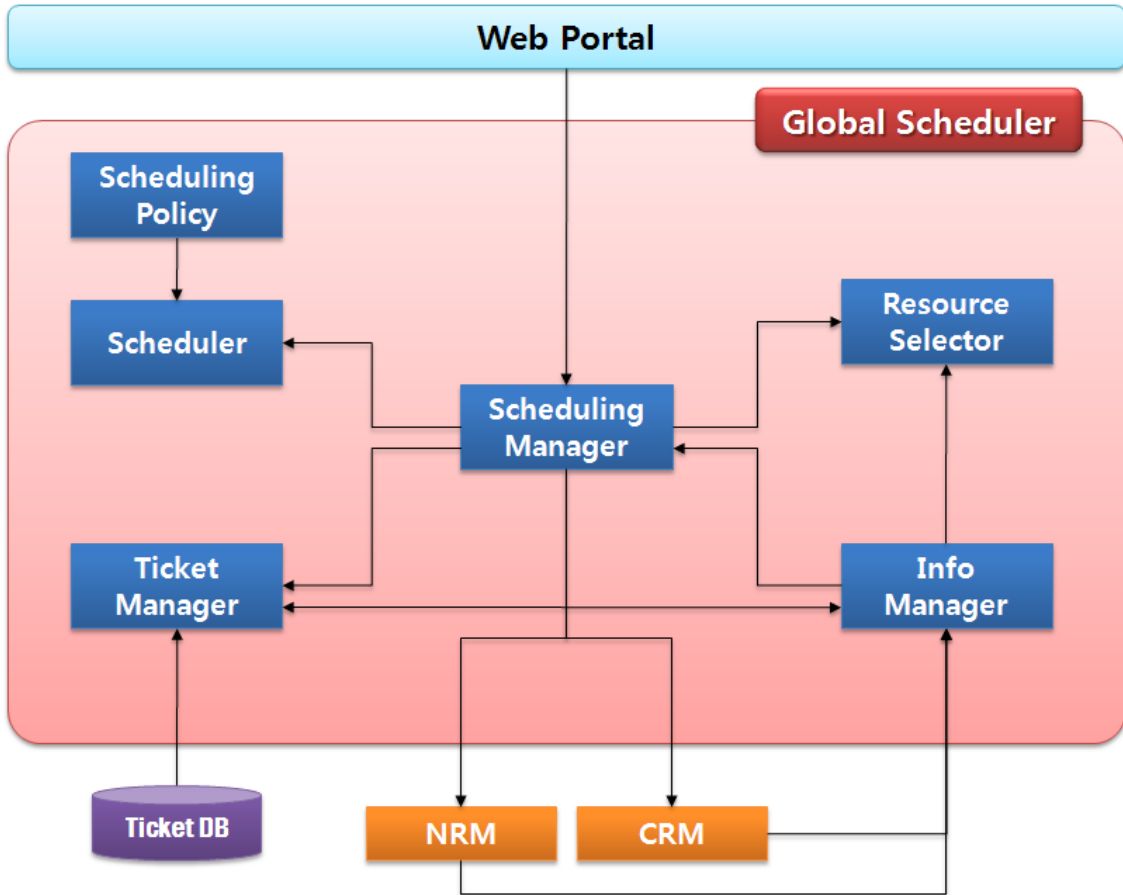 Web Portal
Global Scheduler
Scheduling
Policy
Scheduler
Resource
Selector
Scheduling
Manager
Ticket
Manager
Info
Manager
Ticket DB
NRM
CRM